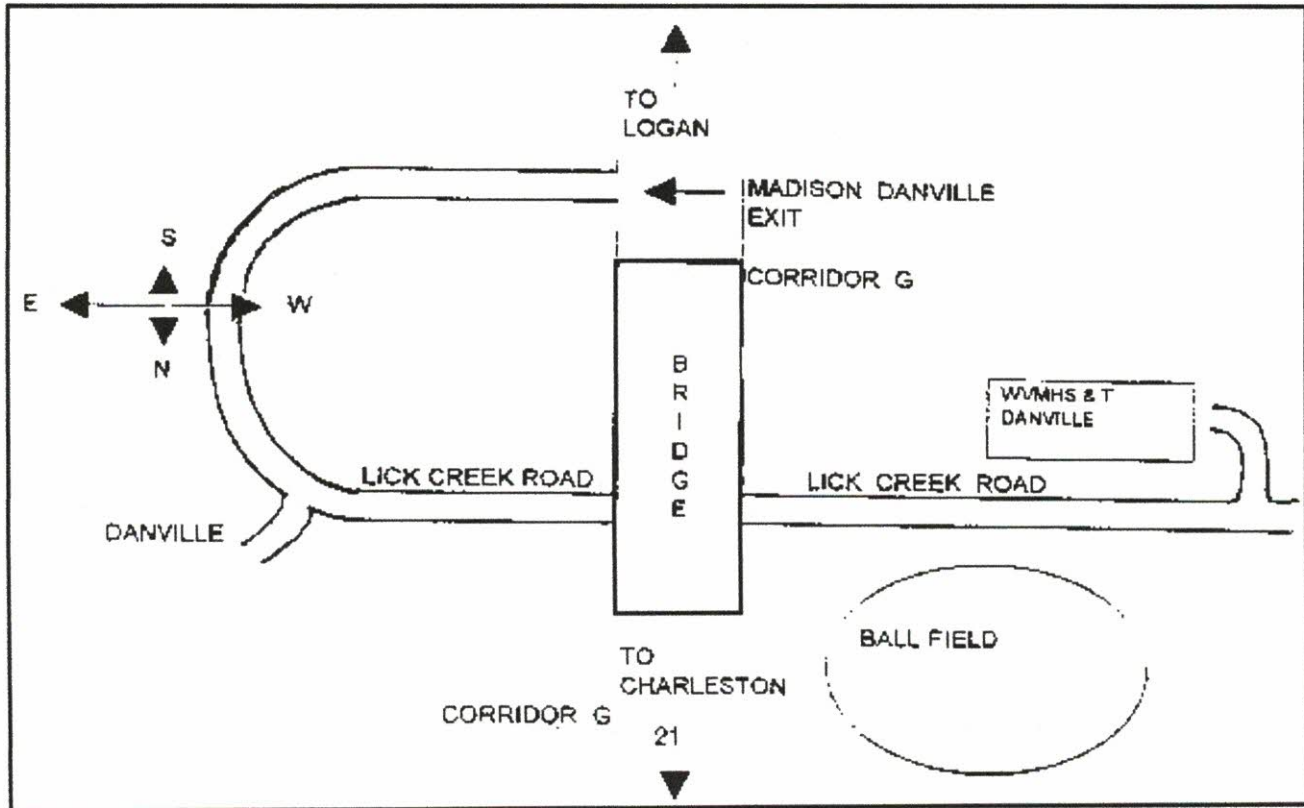 TO
LOGAN
MADISON DANVILLE
EXIT
S
CORRIDOR G
E
W
N
BRIDGE
WVMHS & T
DANVILLE
LICK CREEK ROAD
LICK CREEK ROAD
DANVILLE
BALL FIELD
TO
CHARLESTON
CORRIDOR G
21